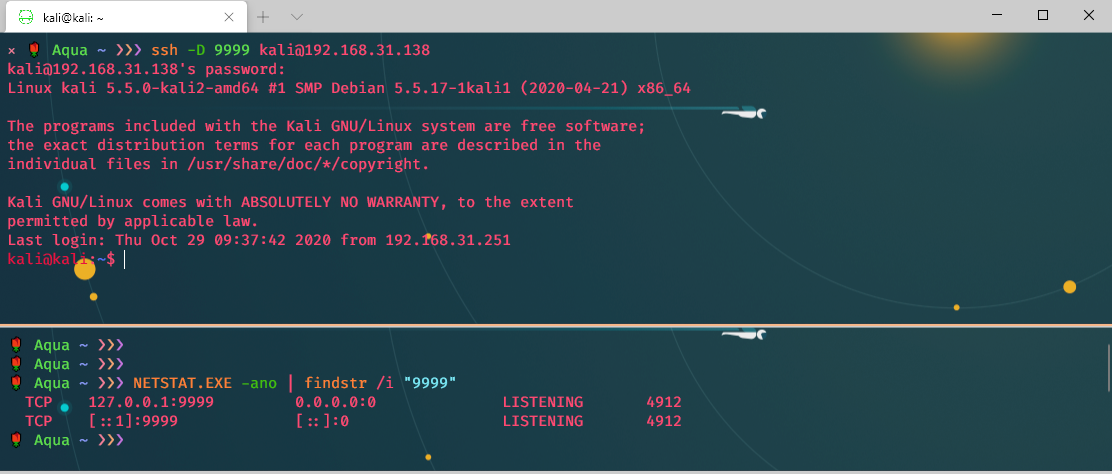 kali@kali: ~
× Aqua ~ ❯❯❯ ssh -D 9999 kali@192.168.31.138
kali@192.168.31.138's password:
Linux kali 5.5.0-kali2-amd64 #1 SMP Debian 5.5.17-1kali1 (2020-04-21) x86_64
The programs included with the Kali GNU/Linux system are free software;
the exact distribution terms for each program are described in the
individual files in /usr/share/doc/*/copyright.
Kali GNU/Linux comes with ABSOLUTELY NO WARRANTY, to the extent
permitted by applicable law.
Last login: Thu Oct 29 09:37:42 2020 from 192.168.31.251
kali@kali:~$
Aqua ~ ❯❯❯
Aqua ~ ❯❯❯
Aqua ~ ❯❯❯ NETSTAT.EXE -ano | findstr /i "9999"
TCP 127.0.0.1:9999 0.0.0.0:0 LISTENING 4912
TCP [::1]:9999 [::]:0 LISTENING 4912
Aqua ~ ❯❯❯